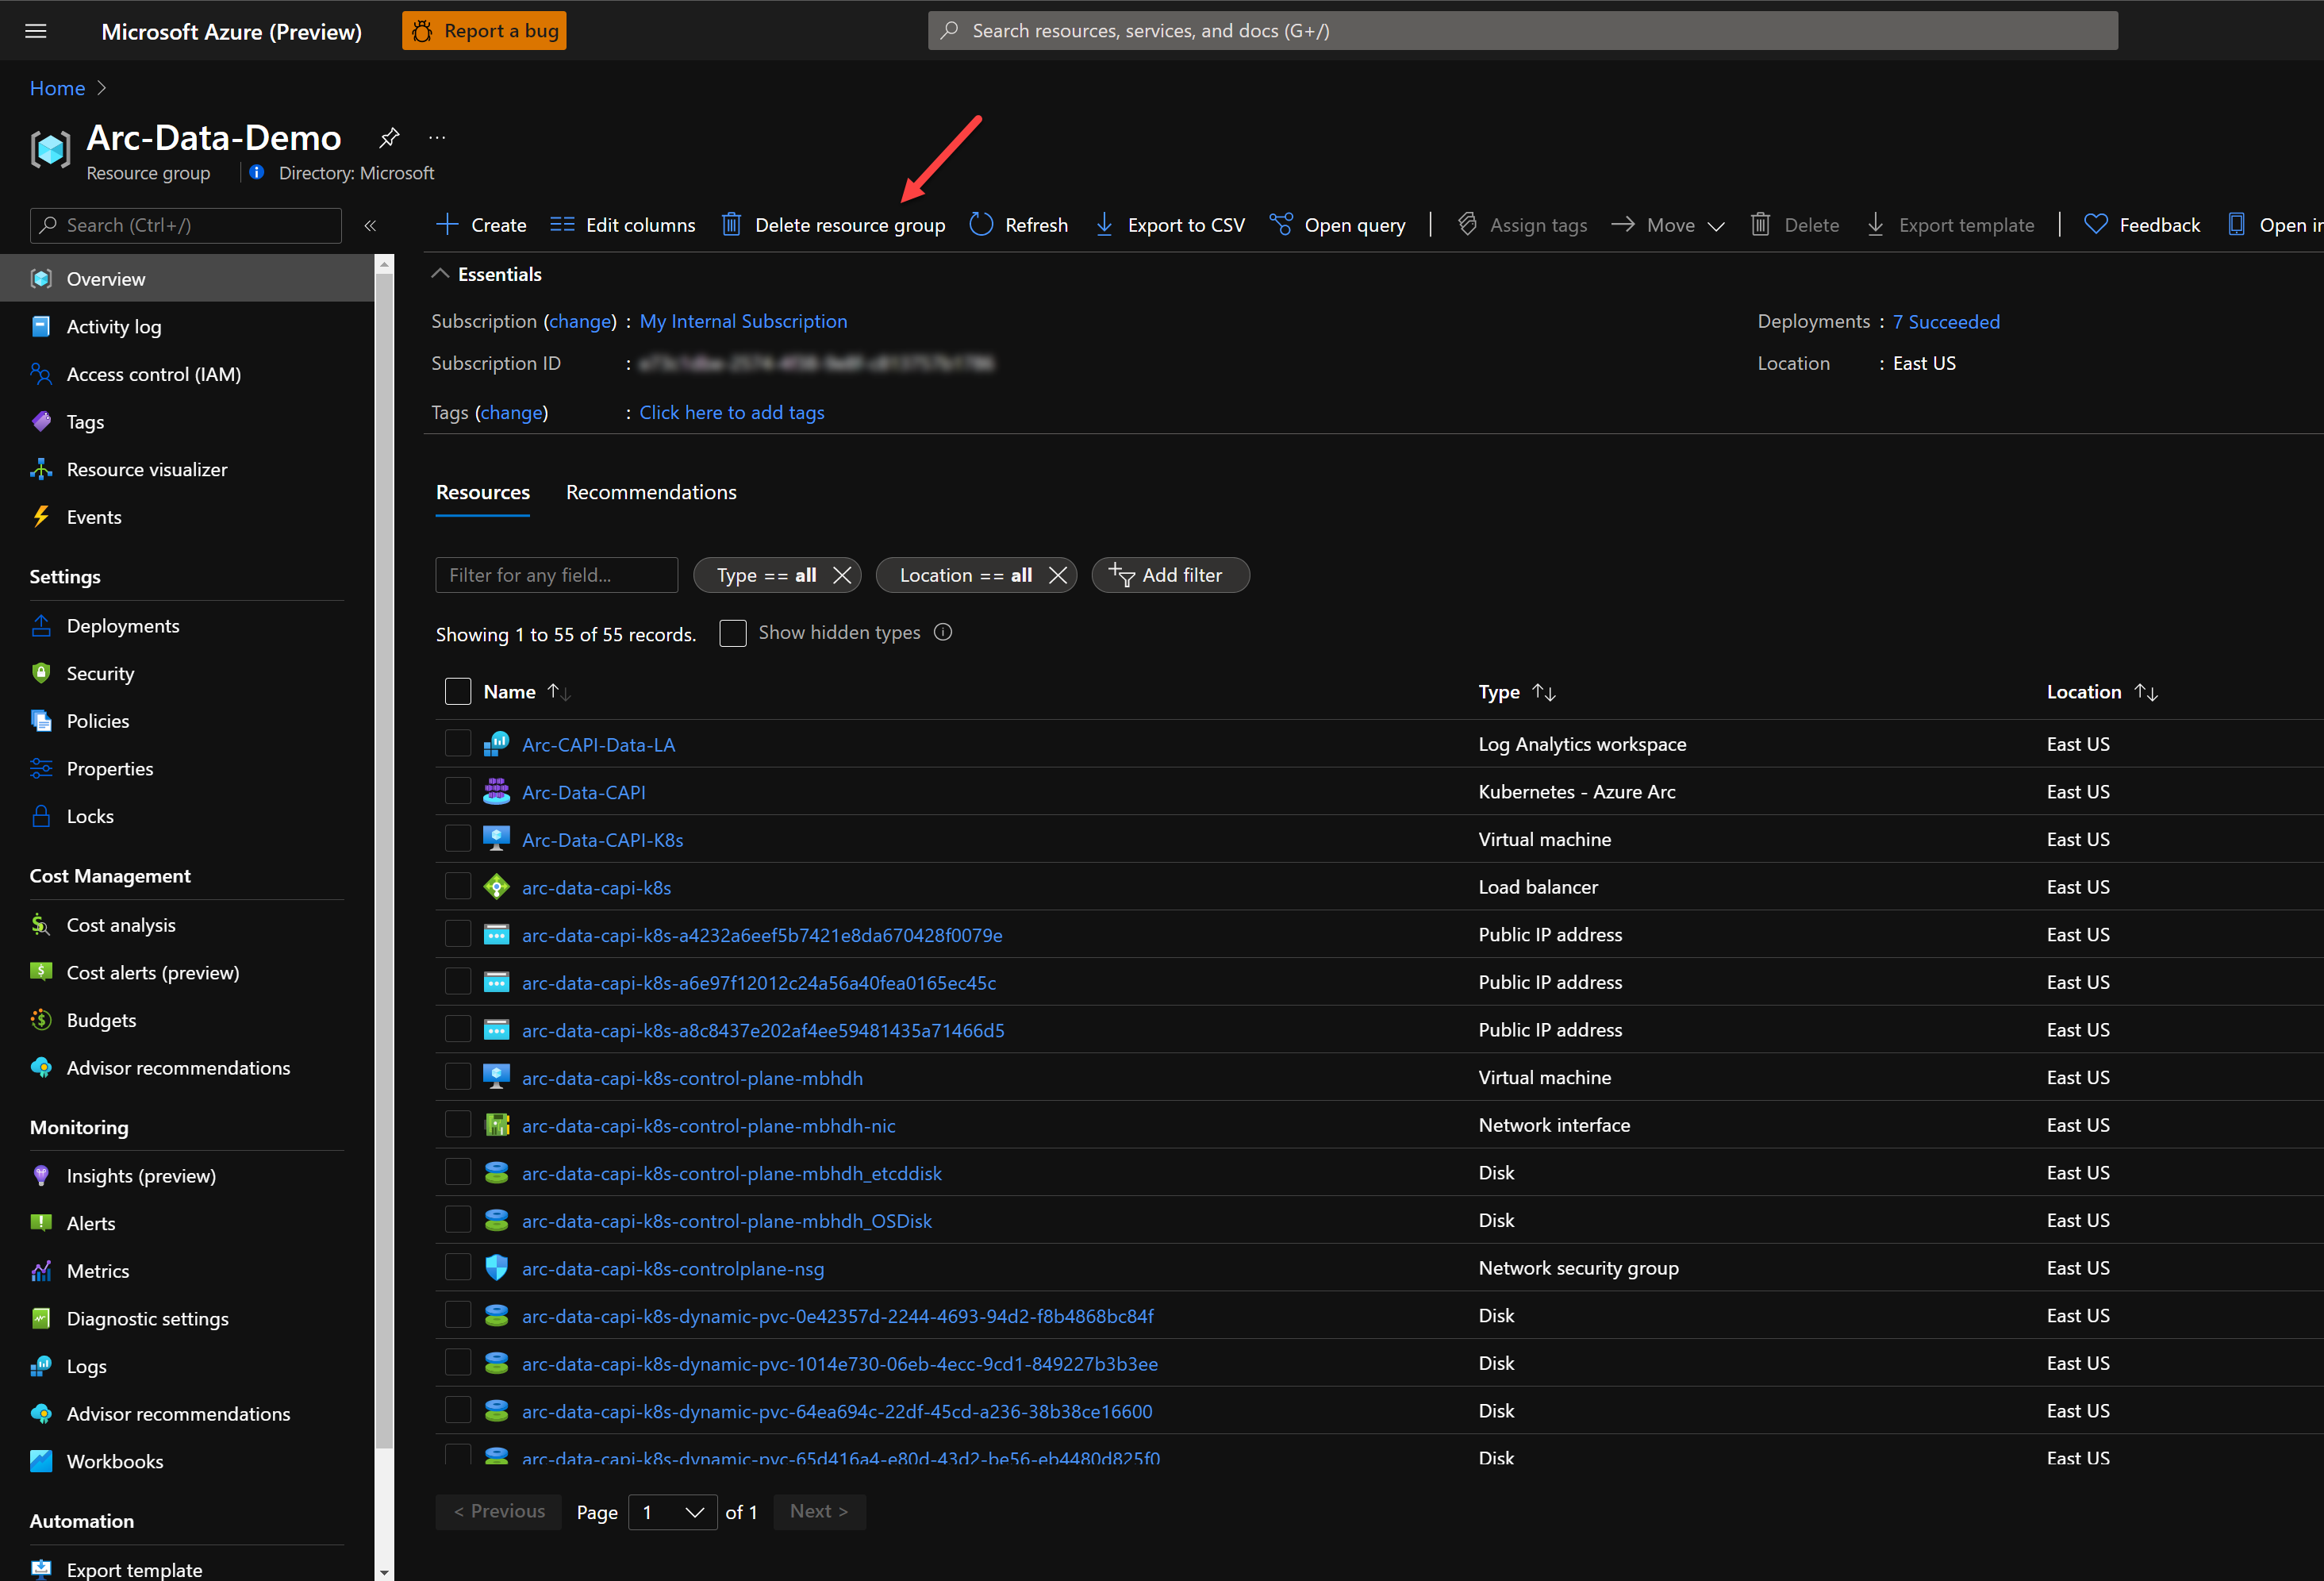 Microsoft Azure (Preview)
Report a bug
Search resources, services, and docs (G+/)
Home
Arc-Data-Demo
Resource group
Directory: Microsoft
Search (Ctrl+/)
Create
Edit columns
Delete resource group
Refresh
Export to CSV
Open query
Assign tags
Move
Delete
Export template
Feedback
Open in
Overview
Activity log
Access control (IAM)
Tags
Resource visualizer
Events
Settings
Deployments
Security
Policies
Properties
Locks
Cost Management
Cost analysis
Cost alerts (preview)
Budgets
Advisor recommendations
Monitoring
Insights (preview)
Alerts
Metrics
Diagnostic settings
Logs
Advisor recommendations
Workbooks
Automation
Export template
Essentials
Subscription (change) : My Internal Subscription
Deployments : 7 Succeeded
Subscription ID :
Location : East US
Tags (change) : Click here to add tags
Resources Recommendations
Filter for any field...
Type == all
Location == all
Add filter
Showing 1 to 55 of 55 records.
Show hidden types
Name Type Location
Arc-CAPI-Data-LA Log Analytics workspace East US
Arc-Data-CAPI Kubernetes - Azure Arc East US
Arc-Data-CAPI-K8s Virtual machine East US
arc-data-capi-k8s Load balancer East US
arc-data-capi-k8s-a4232a6eef5b7421e8da670428f0079e Public IP address East US
arc-data-capi-k8s-a6e97f12012c24a56a40fea0165ec45c Public IP address East US
arc-data-capi-k8s-a8c8437e202af4ee59481435a71466d5 Public IP address East US
arc-data-capi-k8s-control-plane-mbhdh Virtual machine East US
arc-data-capi-k8s-control-plane-mbhdh-nic Network interface East US
arc-data-capi-k8s-control-plane-mbhdh_etcddisk Disk East US
arc-data-capi-k8s-control-plane-mbhdh_OSDisk Disk East US
arc-data-capi-k8s-controlplane-nsg Network security group East US
arc-data-capi-k8s-dynamic-pvc-0e42357d-2244-4693-94d2-f8b4868bc84f Disk East US
arc-data-capi-k8s-dynamic-pvc-1014e730-06eb-4ecc-9cd1-849227b3b3ee Disk East US
arc-data-capi-k8s-dynamic-pvc-64ea694c-22df-45cd-a236-38b38ce16600 Disk East US
arc-data-capi-k8s-dynamic-pvc-65d416a4-e80d-43d2-be56-eb4480d825f0 Disk East US
< Previous Page 1 of 1 Next >